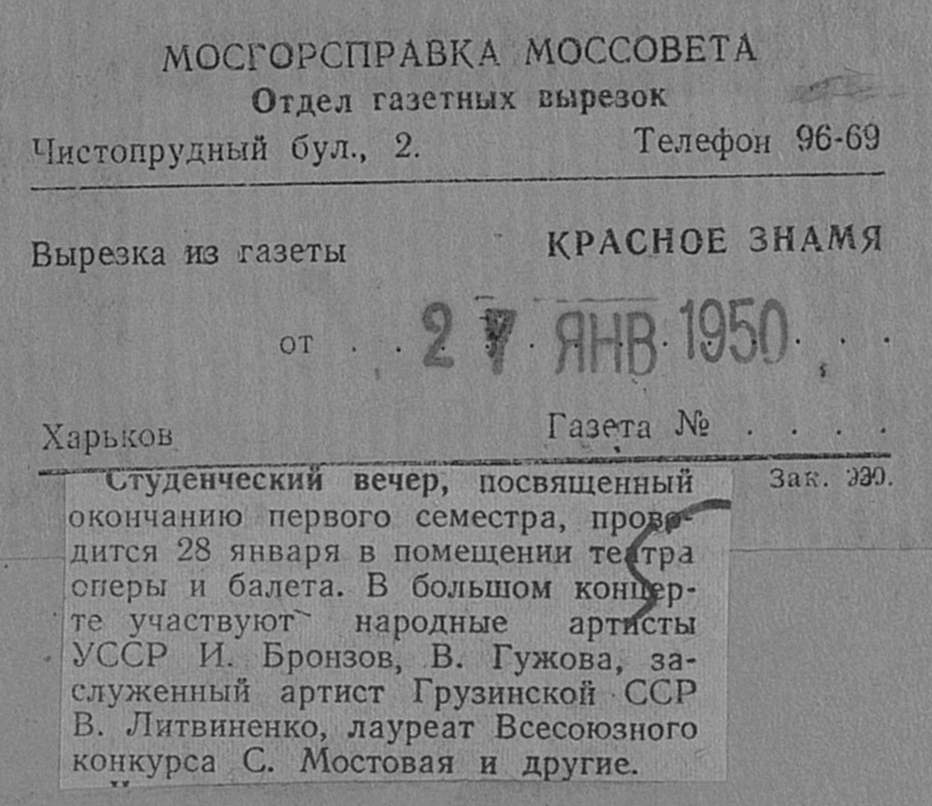 МОСГОРСПРАВКА МОССОВЕТА
Отдел газетных вырезок
Чистопрудный бул., 2. Телефон 96-69
Вырезка из газеты КРАСНОЕ ЗНАМЯ
от . . 27 ЯНВ 1950 . . .
Харьков Газета № . . . .
Зак.
Студенческий вечер, посвященный
окончанию первого семестра, прово-
дится 28 января в помещении театра
оперы и балета. В большом концер-
те участвуют народные артисты
УССР И. Бронзов, В. Гужова, за-
служенный артист Грузинской ССР
В. Литвиненко, лауреат Всесоюзного
конкурса С. Мостовая и другие.